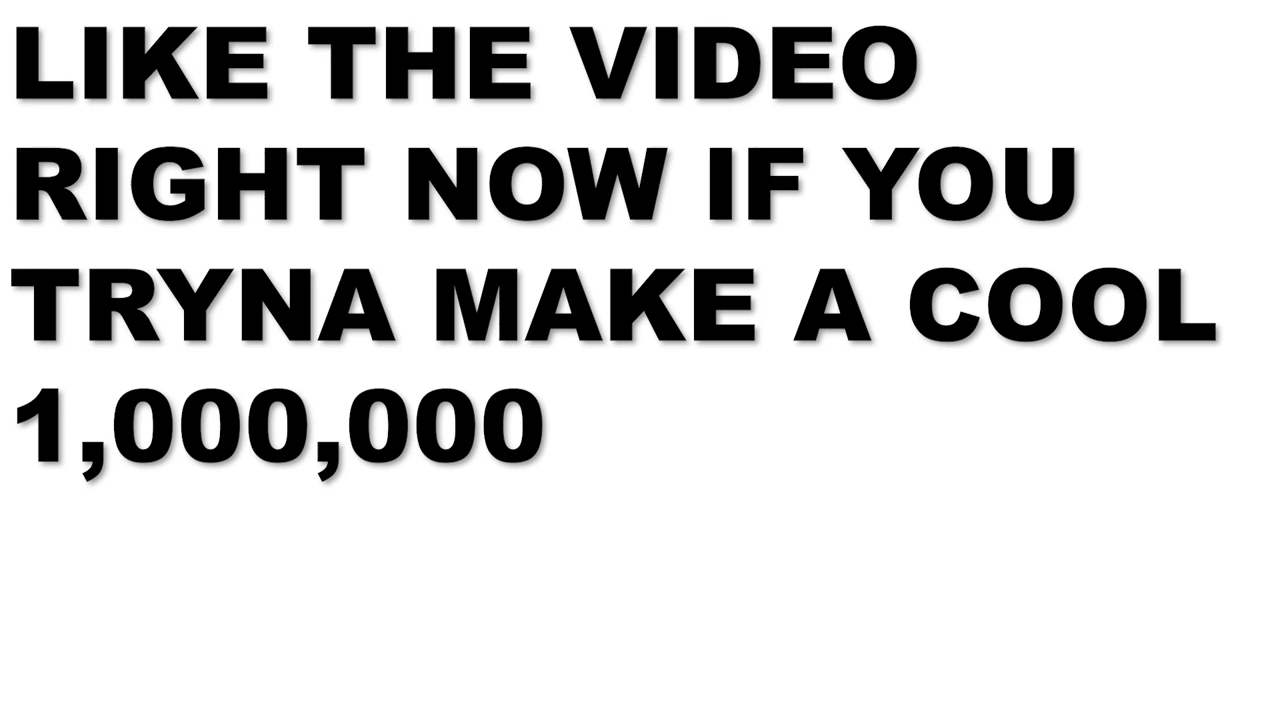 LIKE THE VIDEO
RIGHT NOW IF YOU
TRYNA MAKE A COOL
1,000,000